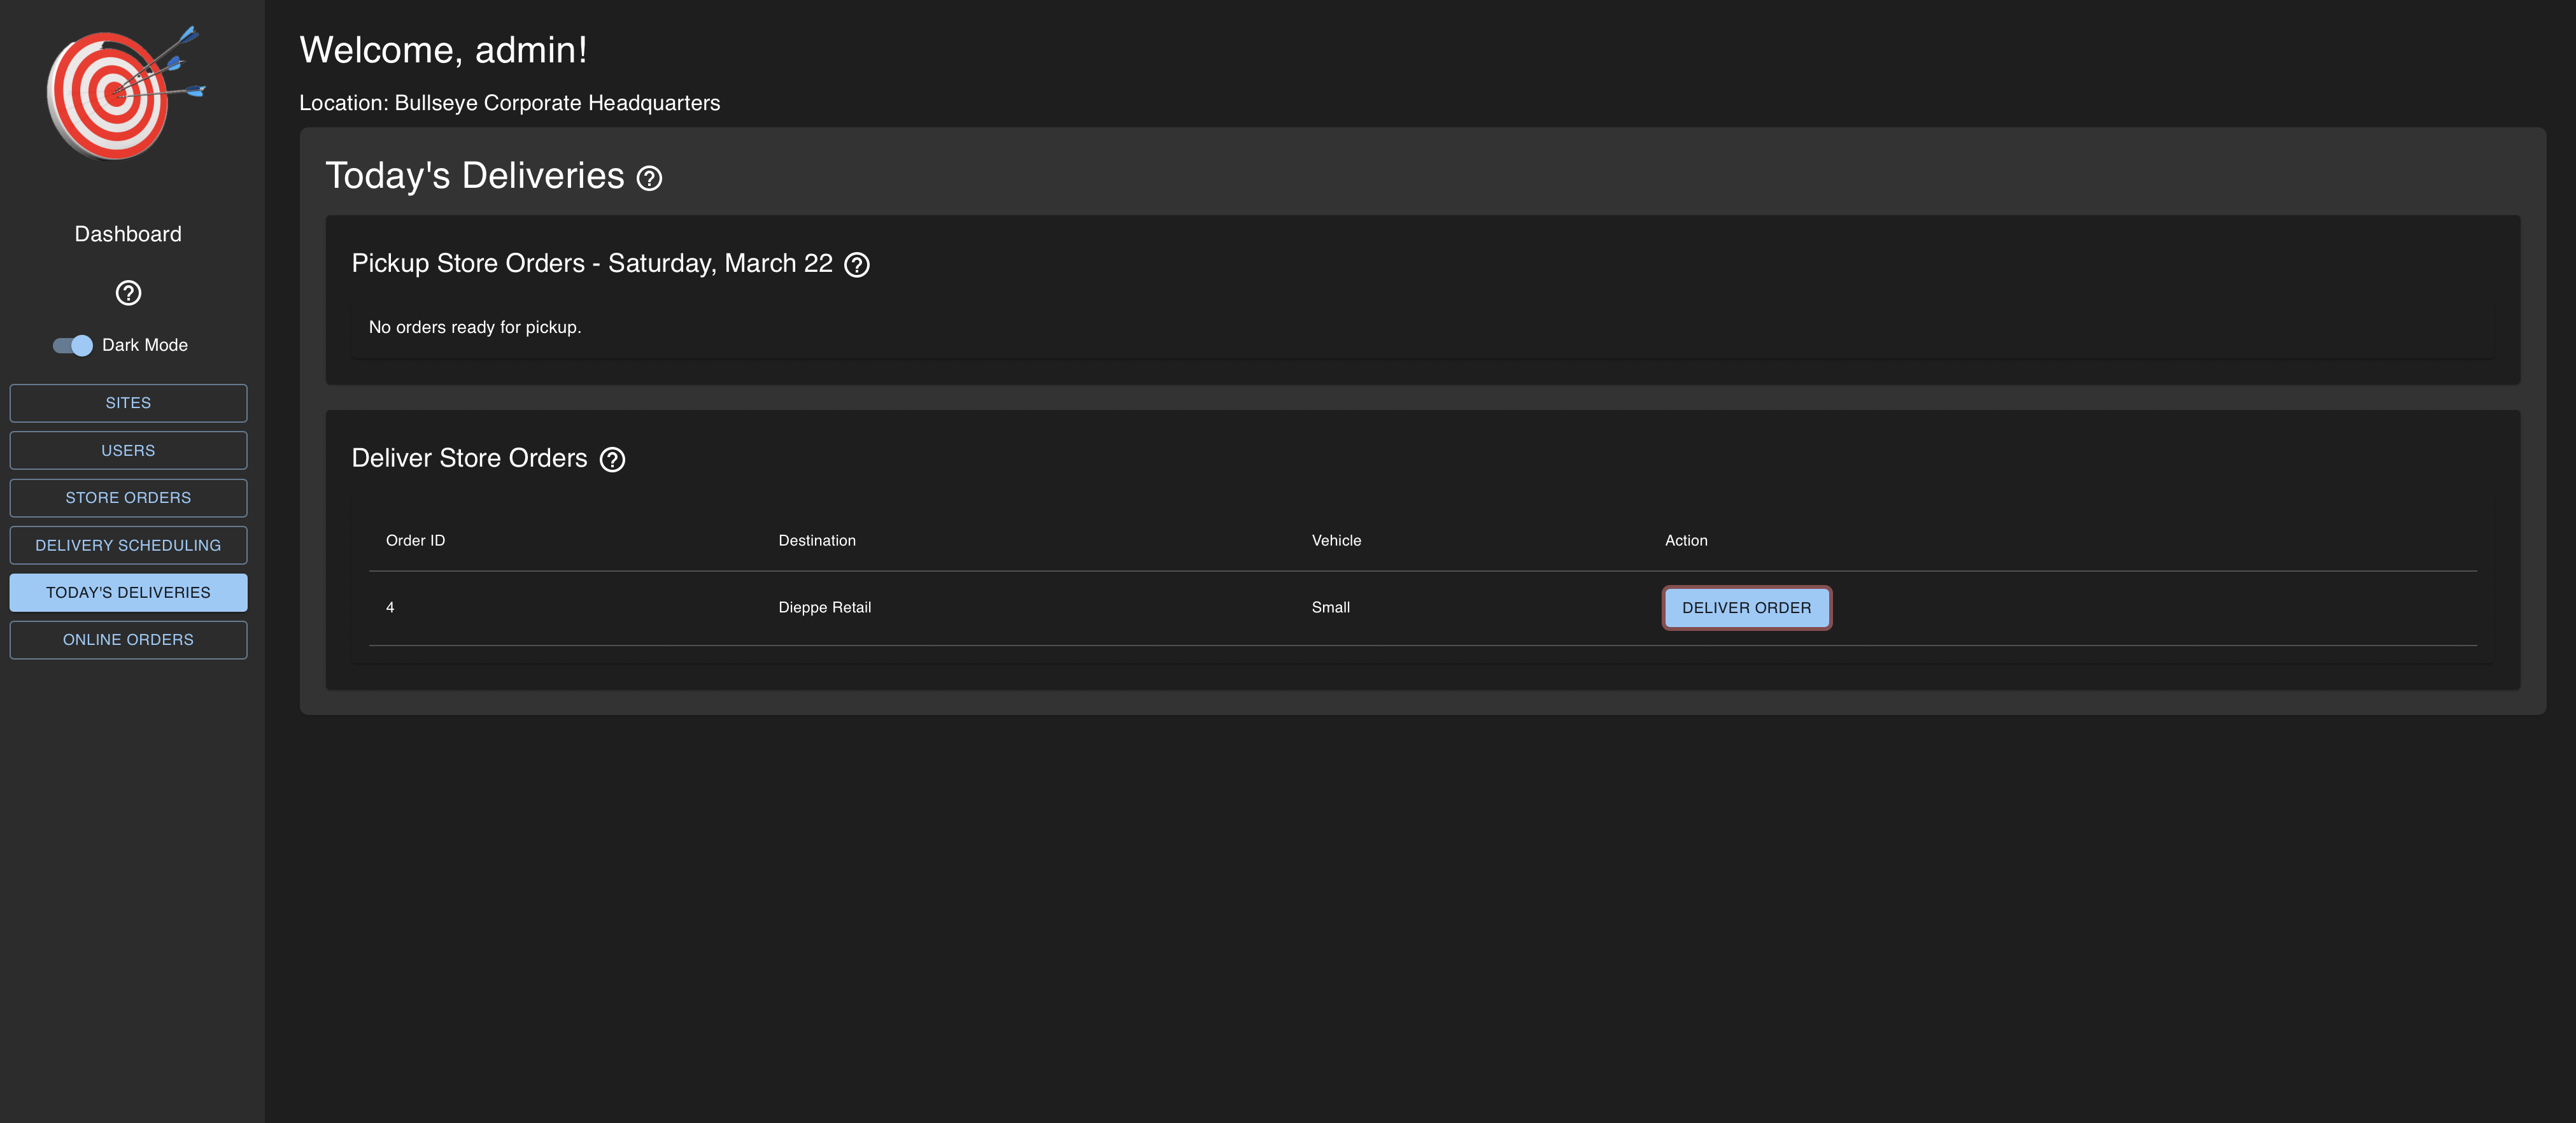 Welcome, admin!
Location: Bullseye Corporate Headquarters
Dashboard
Dark Mode
SITES
USERS
STORE ORDERS
DELIVERY SCHEDULING
TODAY'S DELIVERIES
ONLINE ORDERS
Today's Deliveries
Pickup Store Orders - Saturday, March 22
No orders ready for pickup.
Deliver Store Orders
Order ID Destination Vehicle Action
4 Dieppe Retail Small DELIVER ORDER